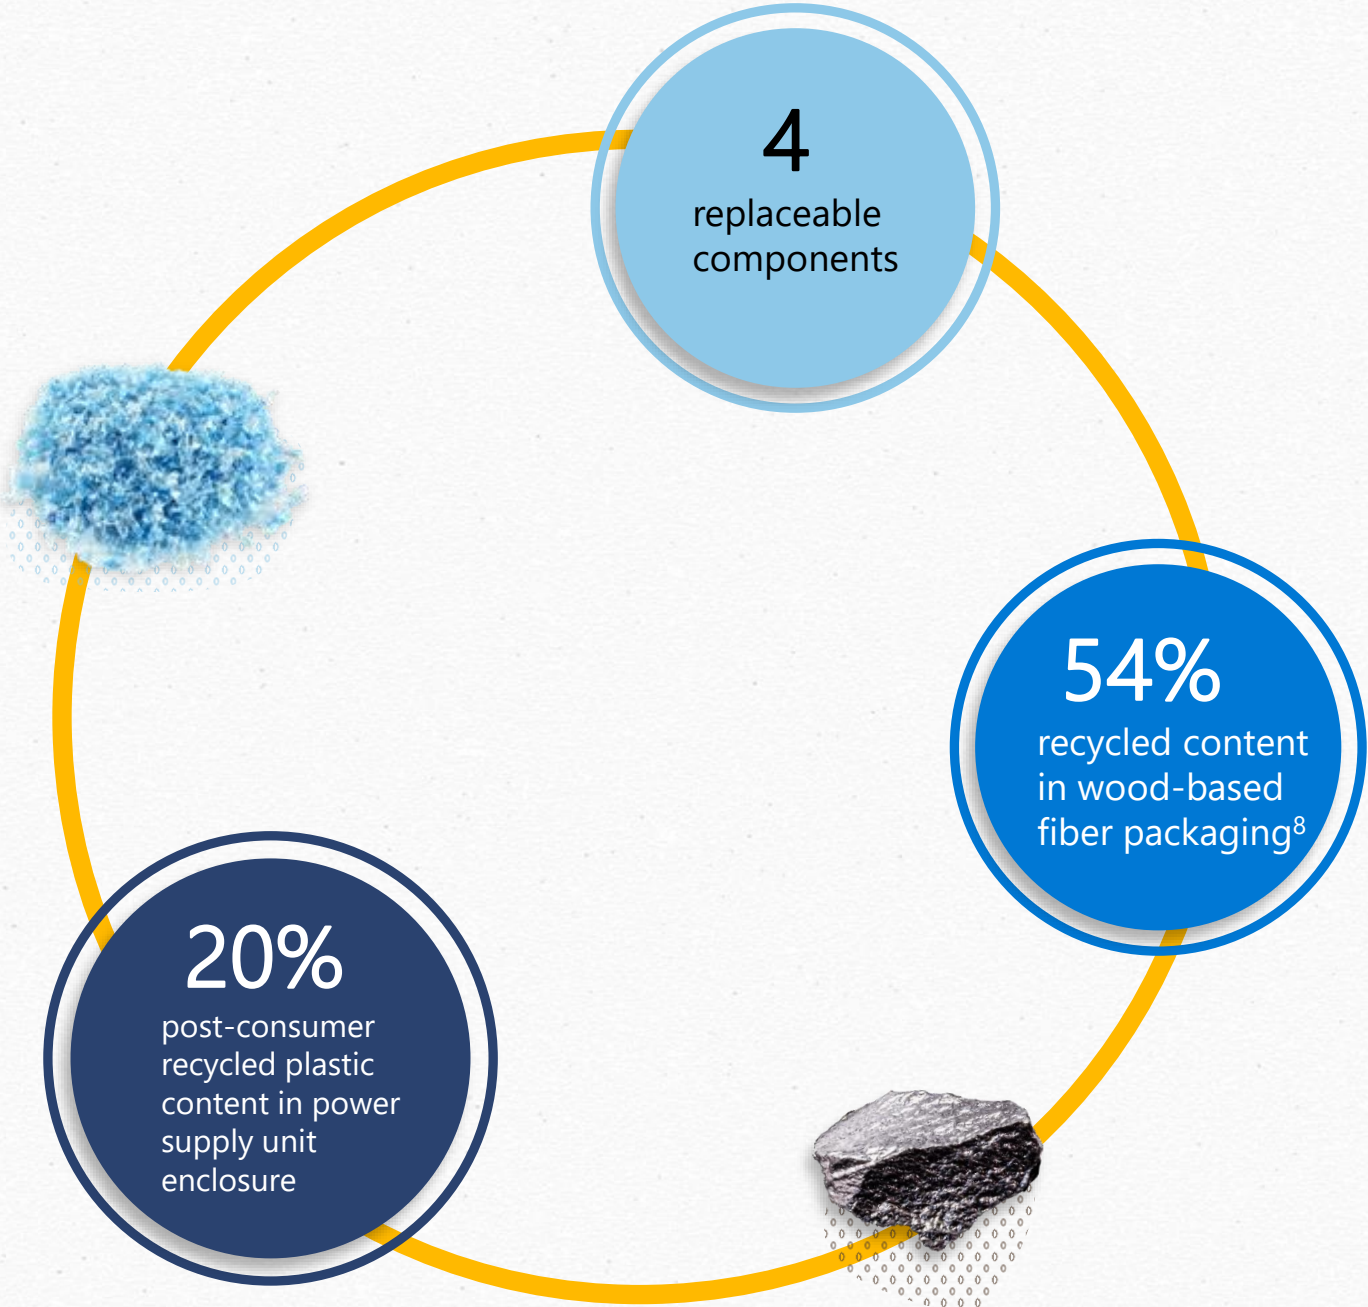 4
replaceable
components
54%
recycled content
in wood-based
fiber packaging⁸
20%
post-consumer
recycled plastic
content in power
supply unit
enclosure